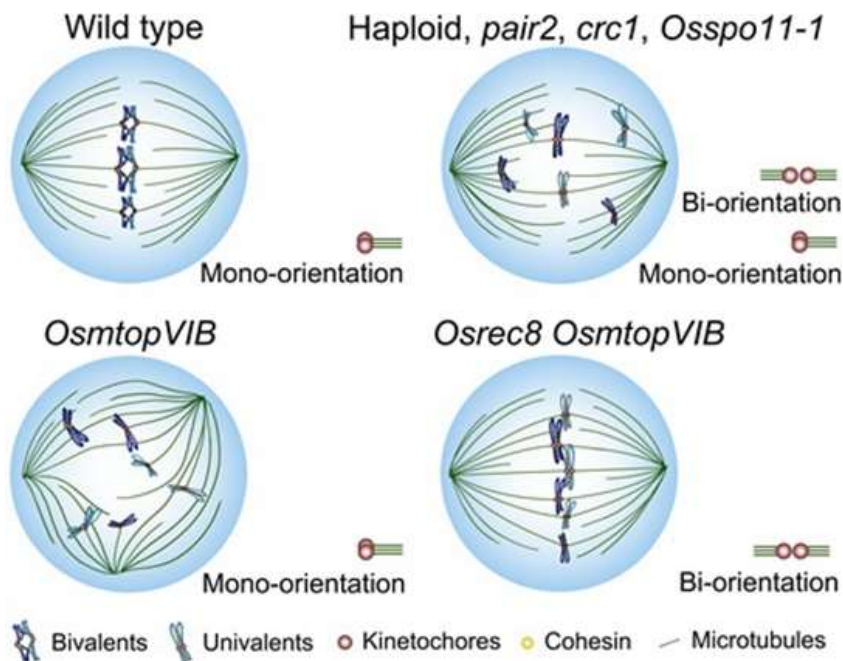 Wild type
Haploid, pair2, crc1, Osspo11-1
Mono-orientation
Bi-orientation
Mono-orientation
OsmtopVIB
Osrec8 OsmtopVIB
Mono-orientation
Bi-orientation
Bivalents Univalents Kinetochores Cohesin Microtubules